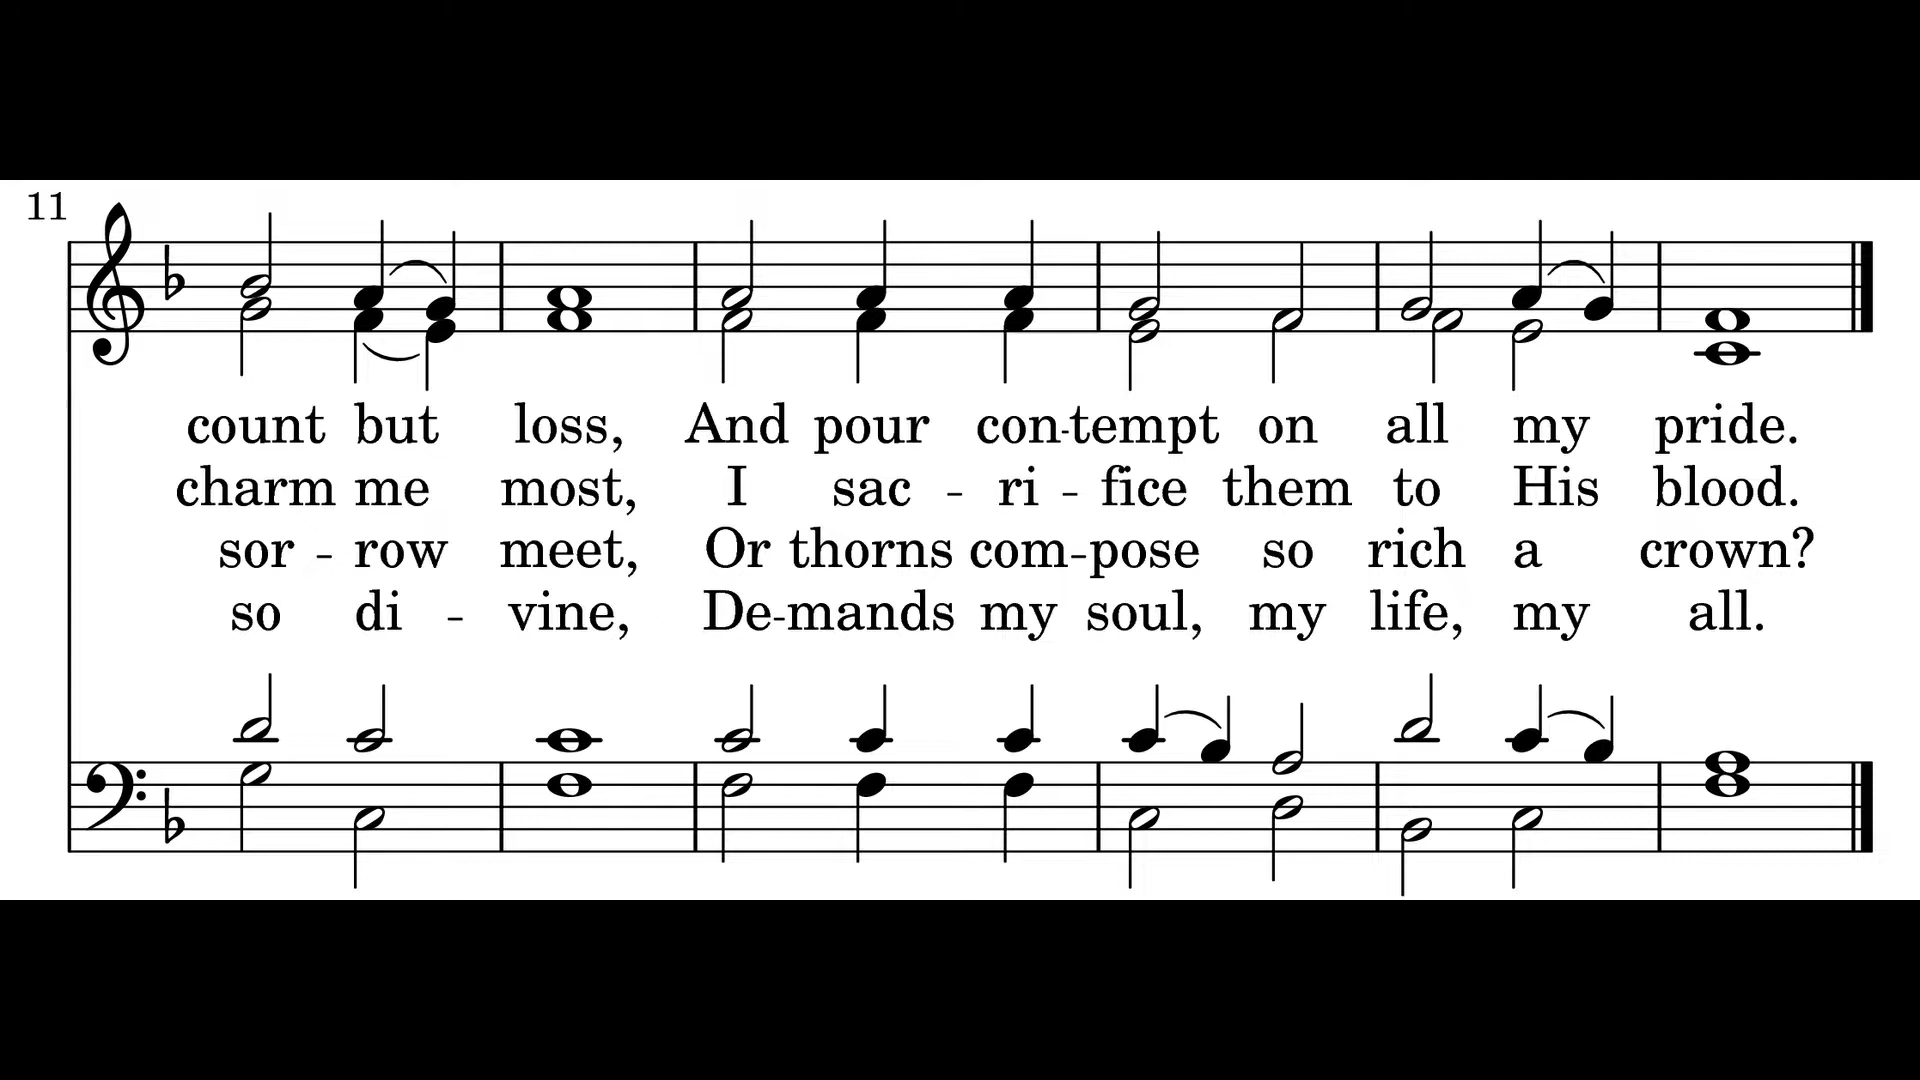 11
count but loss, And pour con-tempt on all my pride.
charm me most, I sac - ri - fice them to His blood.
sor - row meet, Or thorns com-pose so rich a crown?
so di - vine, De-mands my soul, my life, my all.